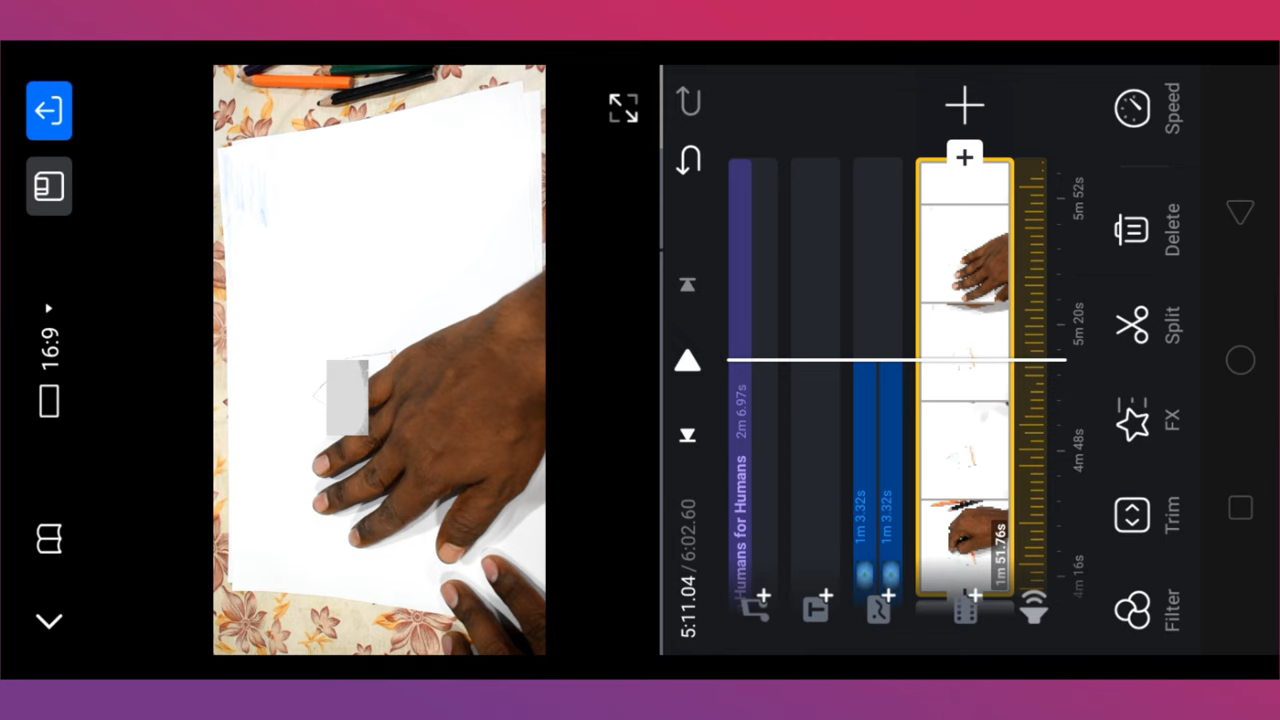 16:9
5:11.04 / 6:02.60
Humans for Humans 2m 6.97s
1m 3.32s
1m 3.32s
1m 51.76s
4m 16s
4m 48s
5m 20s
5m 52s
Filter
Trim
FX
Split
Delete
Speed